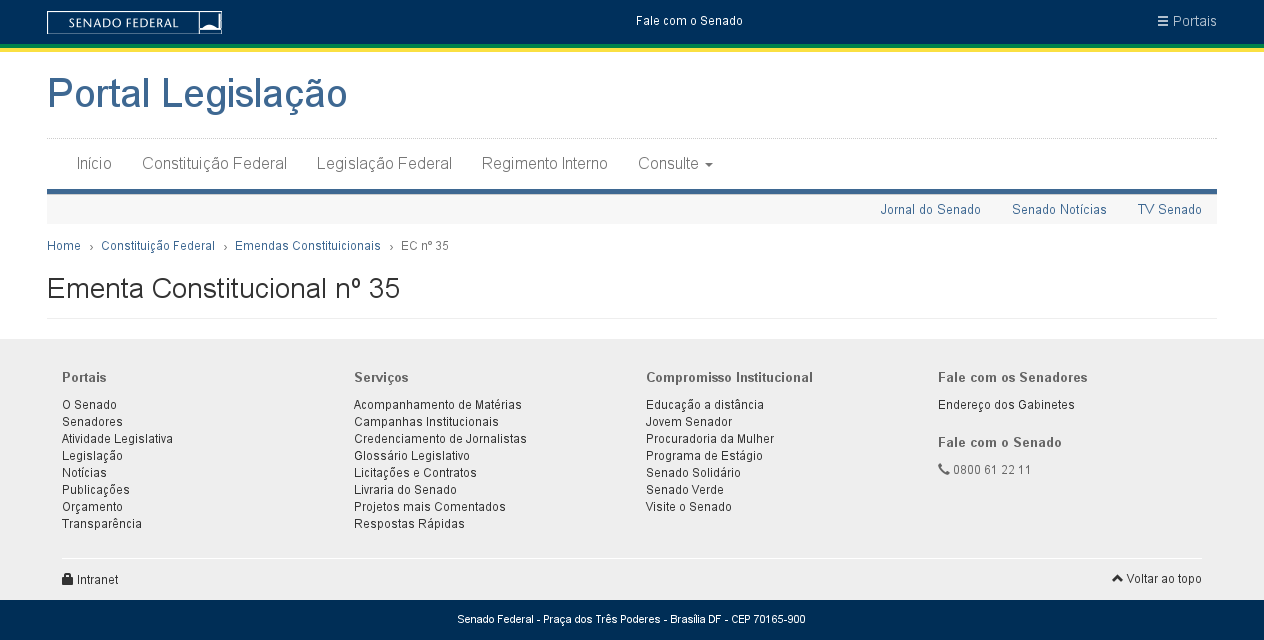 SENADO FEDERAL
Fale com o Senado
Portais
Portal Legislação
Início Constituição Federal Legislação Federal Regimento Interno Consulte
Jornal do Senado Senado Notícias TV Senado
Home › Constituição Federal › Emendas Constituicionais › EC nº 35
Ementa Constitucional nº 35
Portais
O Senado
Senadores
Atividade Legislativa
Legislação
Notícias
Publicações
Orçamento
Transparência
Serviços
Acompanhamento de Matérias
Campanhas Institucionais
Credenciamento de Jornalistas
Glossário Legislativo
Licitações e Contratos
Livraria do Senado
Projetos mais Comentados
Respostas Rápidas
Compromisso Institucional
Educação a distância
Jovem Senador
Procuradoria da Mulher
Programa de Estágio
Senado Solidário
Senado Verde
Visite o Senado
Fale com os Senadores
Endereço dos Gabinetes
Fale com o Senado
0800 61 22 11
Intranet
Voltar ao topo
Senado Federal - Praça dos Três Poderes - Brasília DF - CEP 70165-900